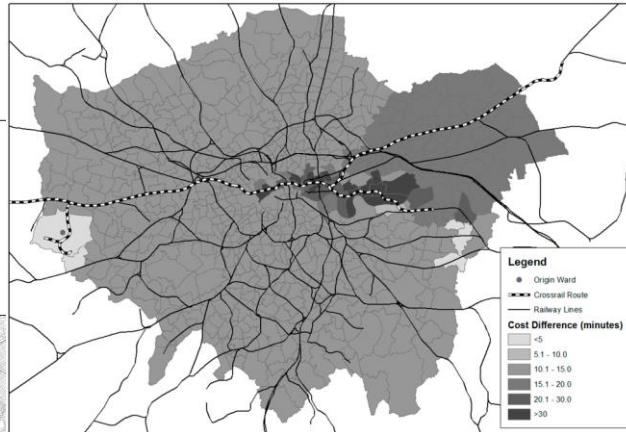 Legend
Origin Ward
Crossrail Route
Railway Lines
Cost Difference (minutes)
<5
5.1 - 10.0
10.1 - 15.0
15.1 - 20.0
20.1 - 30.0
>30